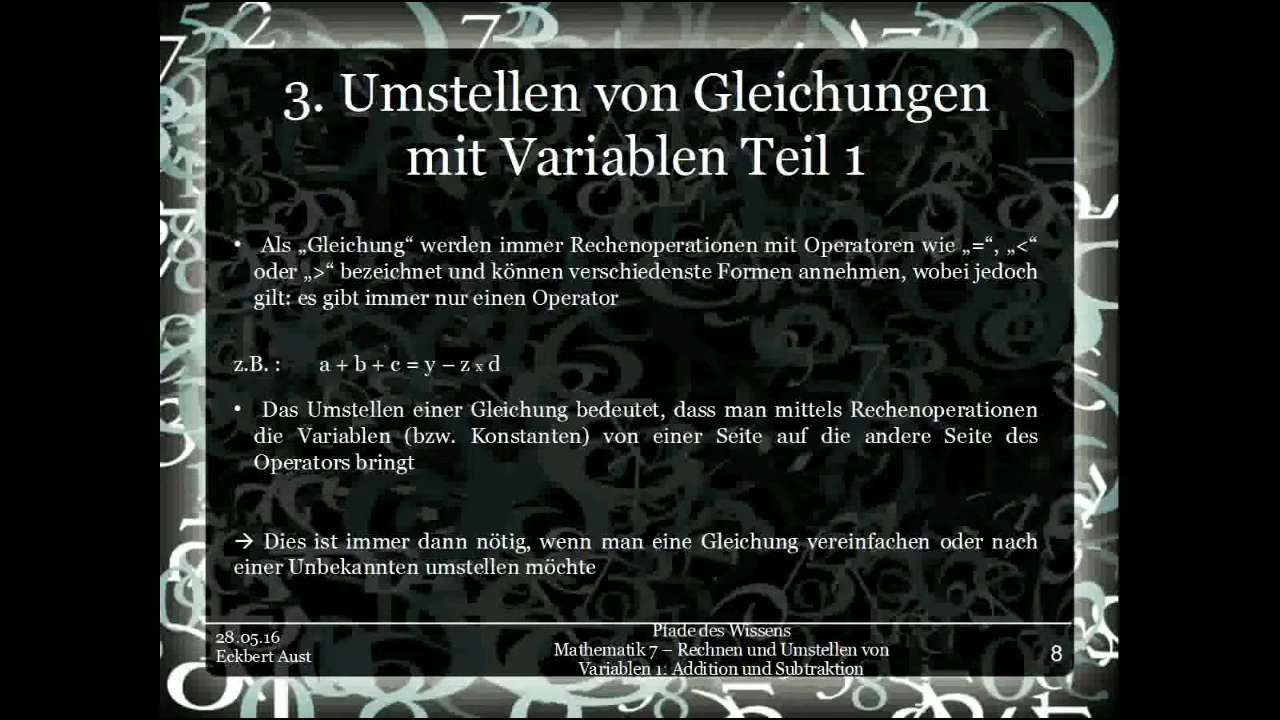 3. Umstellen von Gleichungen
mit Variablen Teil 1
• Als „Gleichung“ werden immer Rechenoperationen mit Operatoren wie „=“, „<“
oder „>“ bezeichnet und können verschiedenste Formen annehmen, wobei jedoch
gilt: es gibt immer nur einen Operator
z.B. : a + b + c = y – z x d
• Das Umstellen einer Gleichung bedeutet, dass man mittels Rechenoperationen
die Variablen (bzw. Konstanten) von einer Seite auf die andere Seite des
Operators bringt
→ Dies ist immer dann nötig, wenn man eine Gleichung vereinfachen oder nach
einer Unbekannten umstellen möchte
28.05.16
Eckbert Aust
Pfade des Wissens
Mathematik 7 – Rechnen und Umstellen von
Variablen 1: Addition und Subtraktion
8